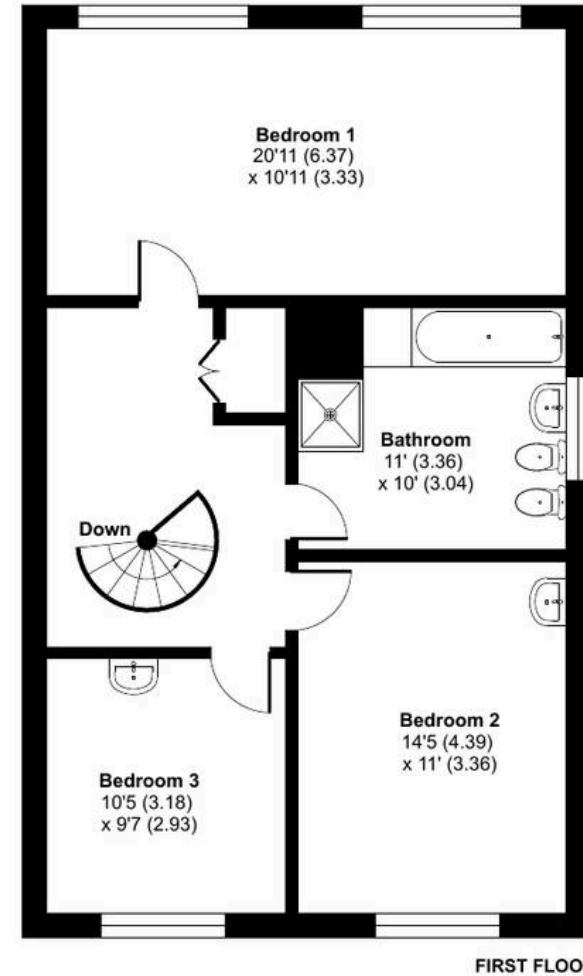 Bedroom 1
20'11 (6.37)
x 10'11 (3.33)
Bathroom
11' (3.36)
x 10' (3.04)
Down
Bedroom 2
14'5 (4.39)
x 11' (3.36)
Bedroom 3
10'5 (3.18)
x 9'7 (2.93)
FIRST FLOO